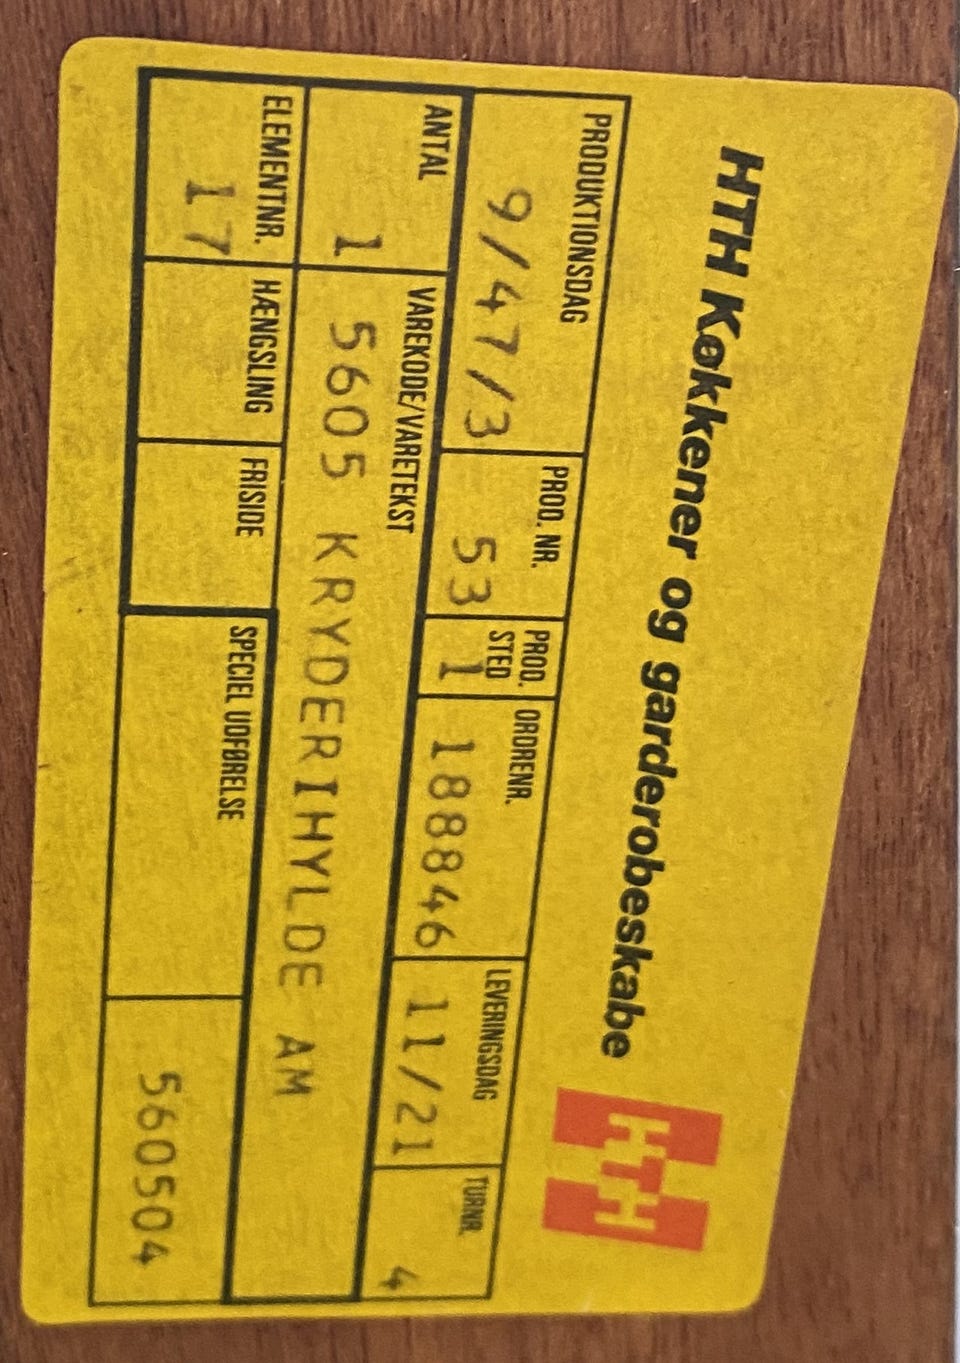 HTH Køkkener og garderobeskabe HTH
PRODUKTIONSDAG PROD. NR. PROD. STED ORDRENR. LEVERINGSDAG TURNR.
9/47/3 53 1 188846 11/21 4
ANTAL VAREKODE/VARETEKST
1 5605 KRYDERIHYLDE AM
ELEMENTNR. HÆNGSLING FRISIDE SPECIEL UDFØRELSE
17 560504